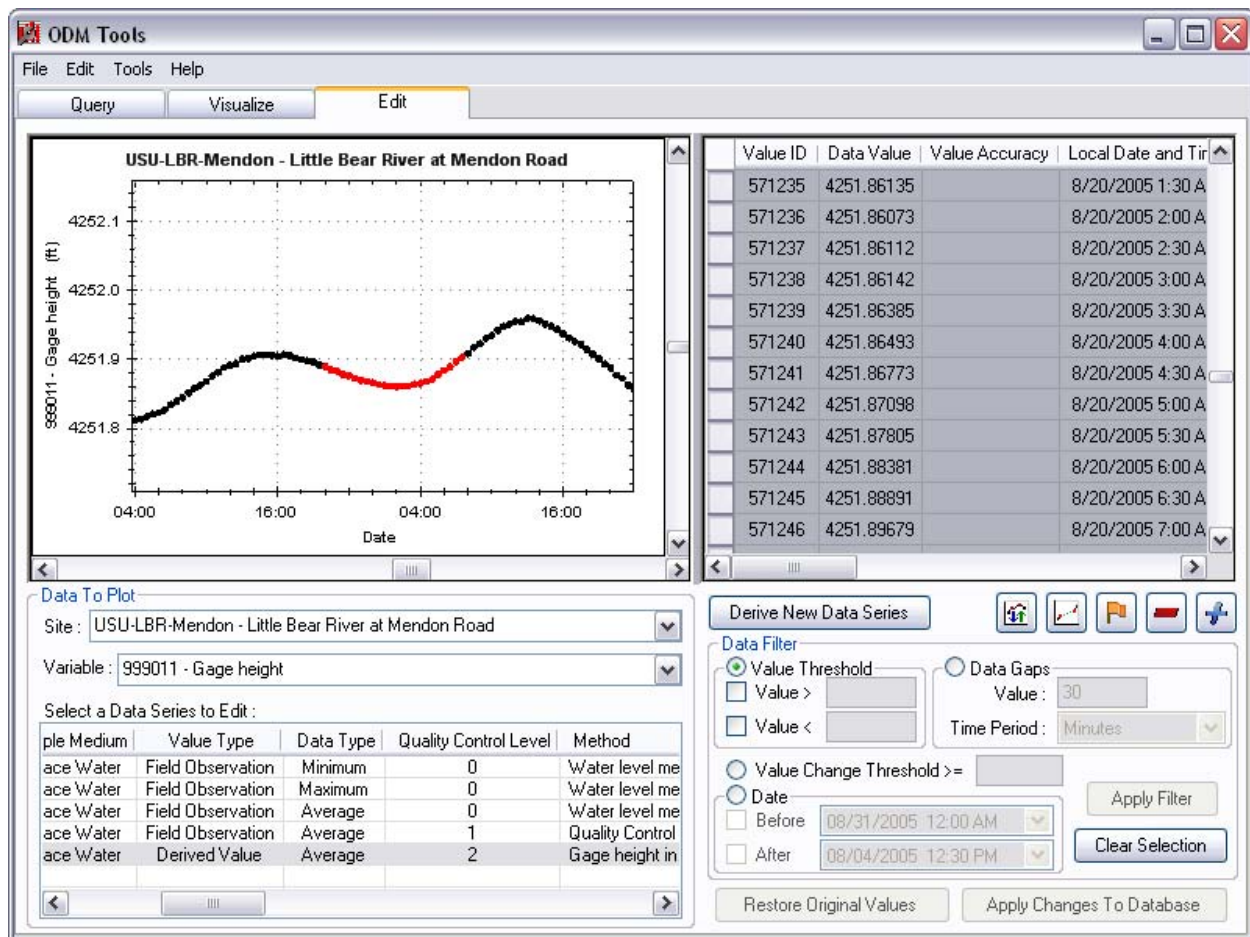 ODM Tools
File Edit Tools Help
Query Visualize Edit
USU-LBR-Mendon - Little Bear River at Mendon Road
999011 - Gage height (ft)
4252.1
4252.0
4251.9
4251.8
04:00 16:00 04:00 16:00
Date
Value ID Data Value Value Accuracy Local Date and Tir
571235 4251.86135 8/20/2005 1:30 A
571236 4251.86073 8/20/2005 2:00 A
571237 4251.86112 8/20/2005 2:30 A
571238 4251.86142 8/20/2005 3:00 A
571239 4251.86385 8/20/2005 3:30 A
571240 4251.86493 8/20/2005 4:00 A
571241 4251.86773 8/20/2005 4:30 A
571242 4251.87098 8/20/2005 5:00 A
571243 4251.87805 8/20/2005 5:30 A
571244 4251.88381 8/20/2005 6:00 A
571245 4251.88891 8/20/2005 6:30 A
571246 4251.89679 8/20/2005 7:00 A
Data To Plot
Site : USU-LBR-Mendon - Little Bear River at Mendon Road
Variable : 999011 - Gage height
Select a Data Series to Edit :
ple Medium Value Type Data Type Quality Control Level Method
ace Water Field Observation Minimum 0 Water level me
ace Water Field Observation Maximum 0 Water level me
ace Water Field Observation Average 0 Water level me
ace Water Field Observation Average 1 Quality Control
ace Water Derived Value Average 2 Gage height in
Derive New Data Series
Data Filter
Value Threshold
Value >
Value <
Data Gaps
Value : 30
Time Period : Minutes
Value Change Threshold >=
Date
Before 08/31/2005 12:00 AM
After 08/04/2005 12:30 PM
Apply Filter
Clear Selection
Restore Original Values Apply Changes To Database